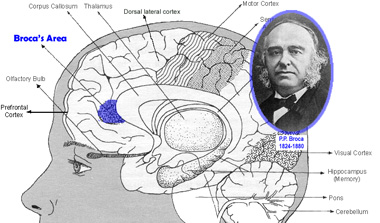 Corpus Callosum
Thalamus
Dorsal lateral cortex
Motor Cortex
Broca's Area
Olfactory Bulb
Prefrontal
Cortex
P.P. Broca
1824-1880
Visual Cortex
Hippocampus
(Memory)
Pons
Cerebellum